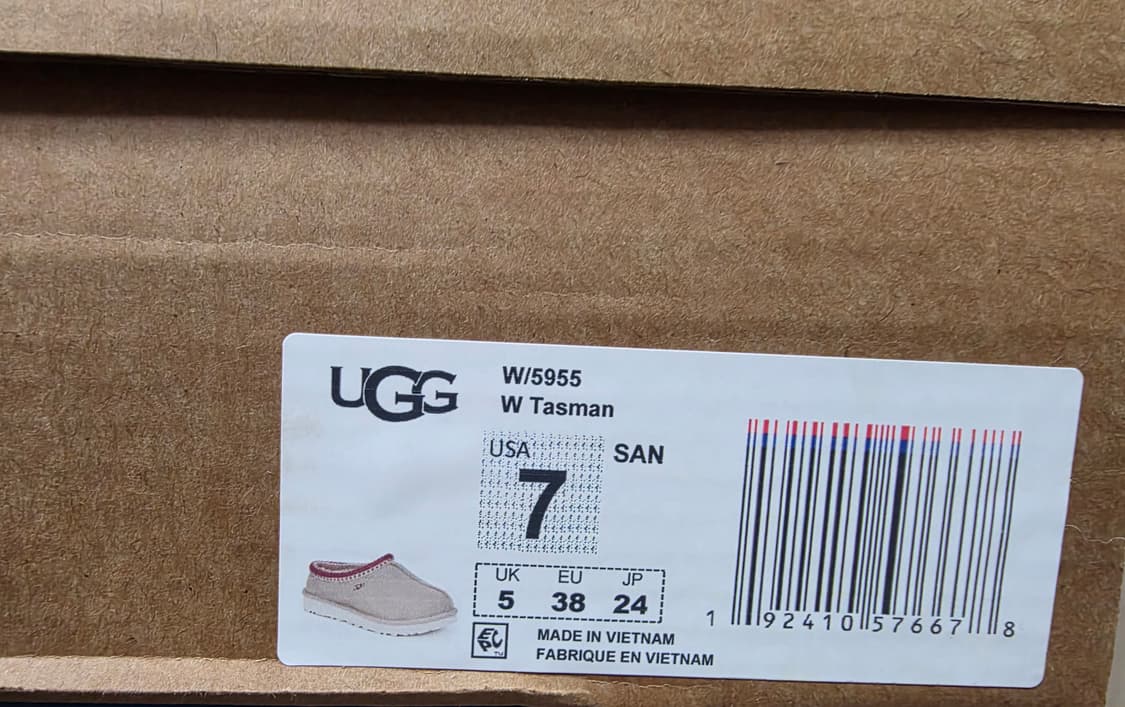 UGG
W/5955
W Tasman
USA
7
SAN
UK EU JP
5 38 24
MADE IN VIETNAM
FABRIQUE EN VIETNAM
1 92410 57667 8